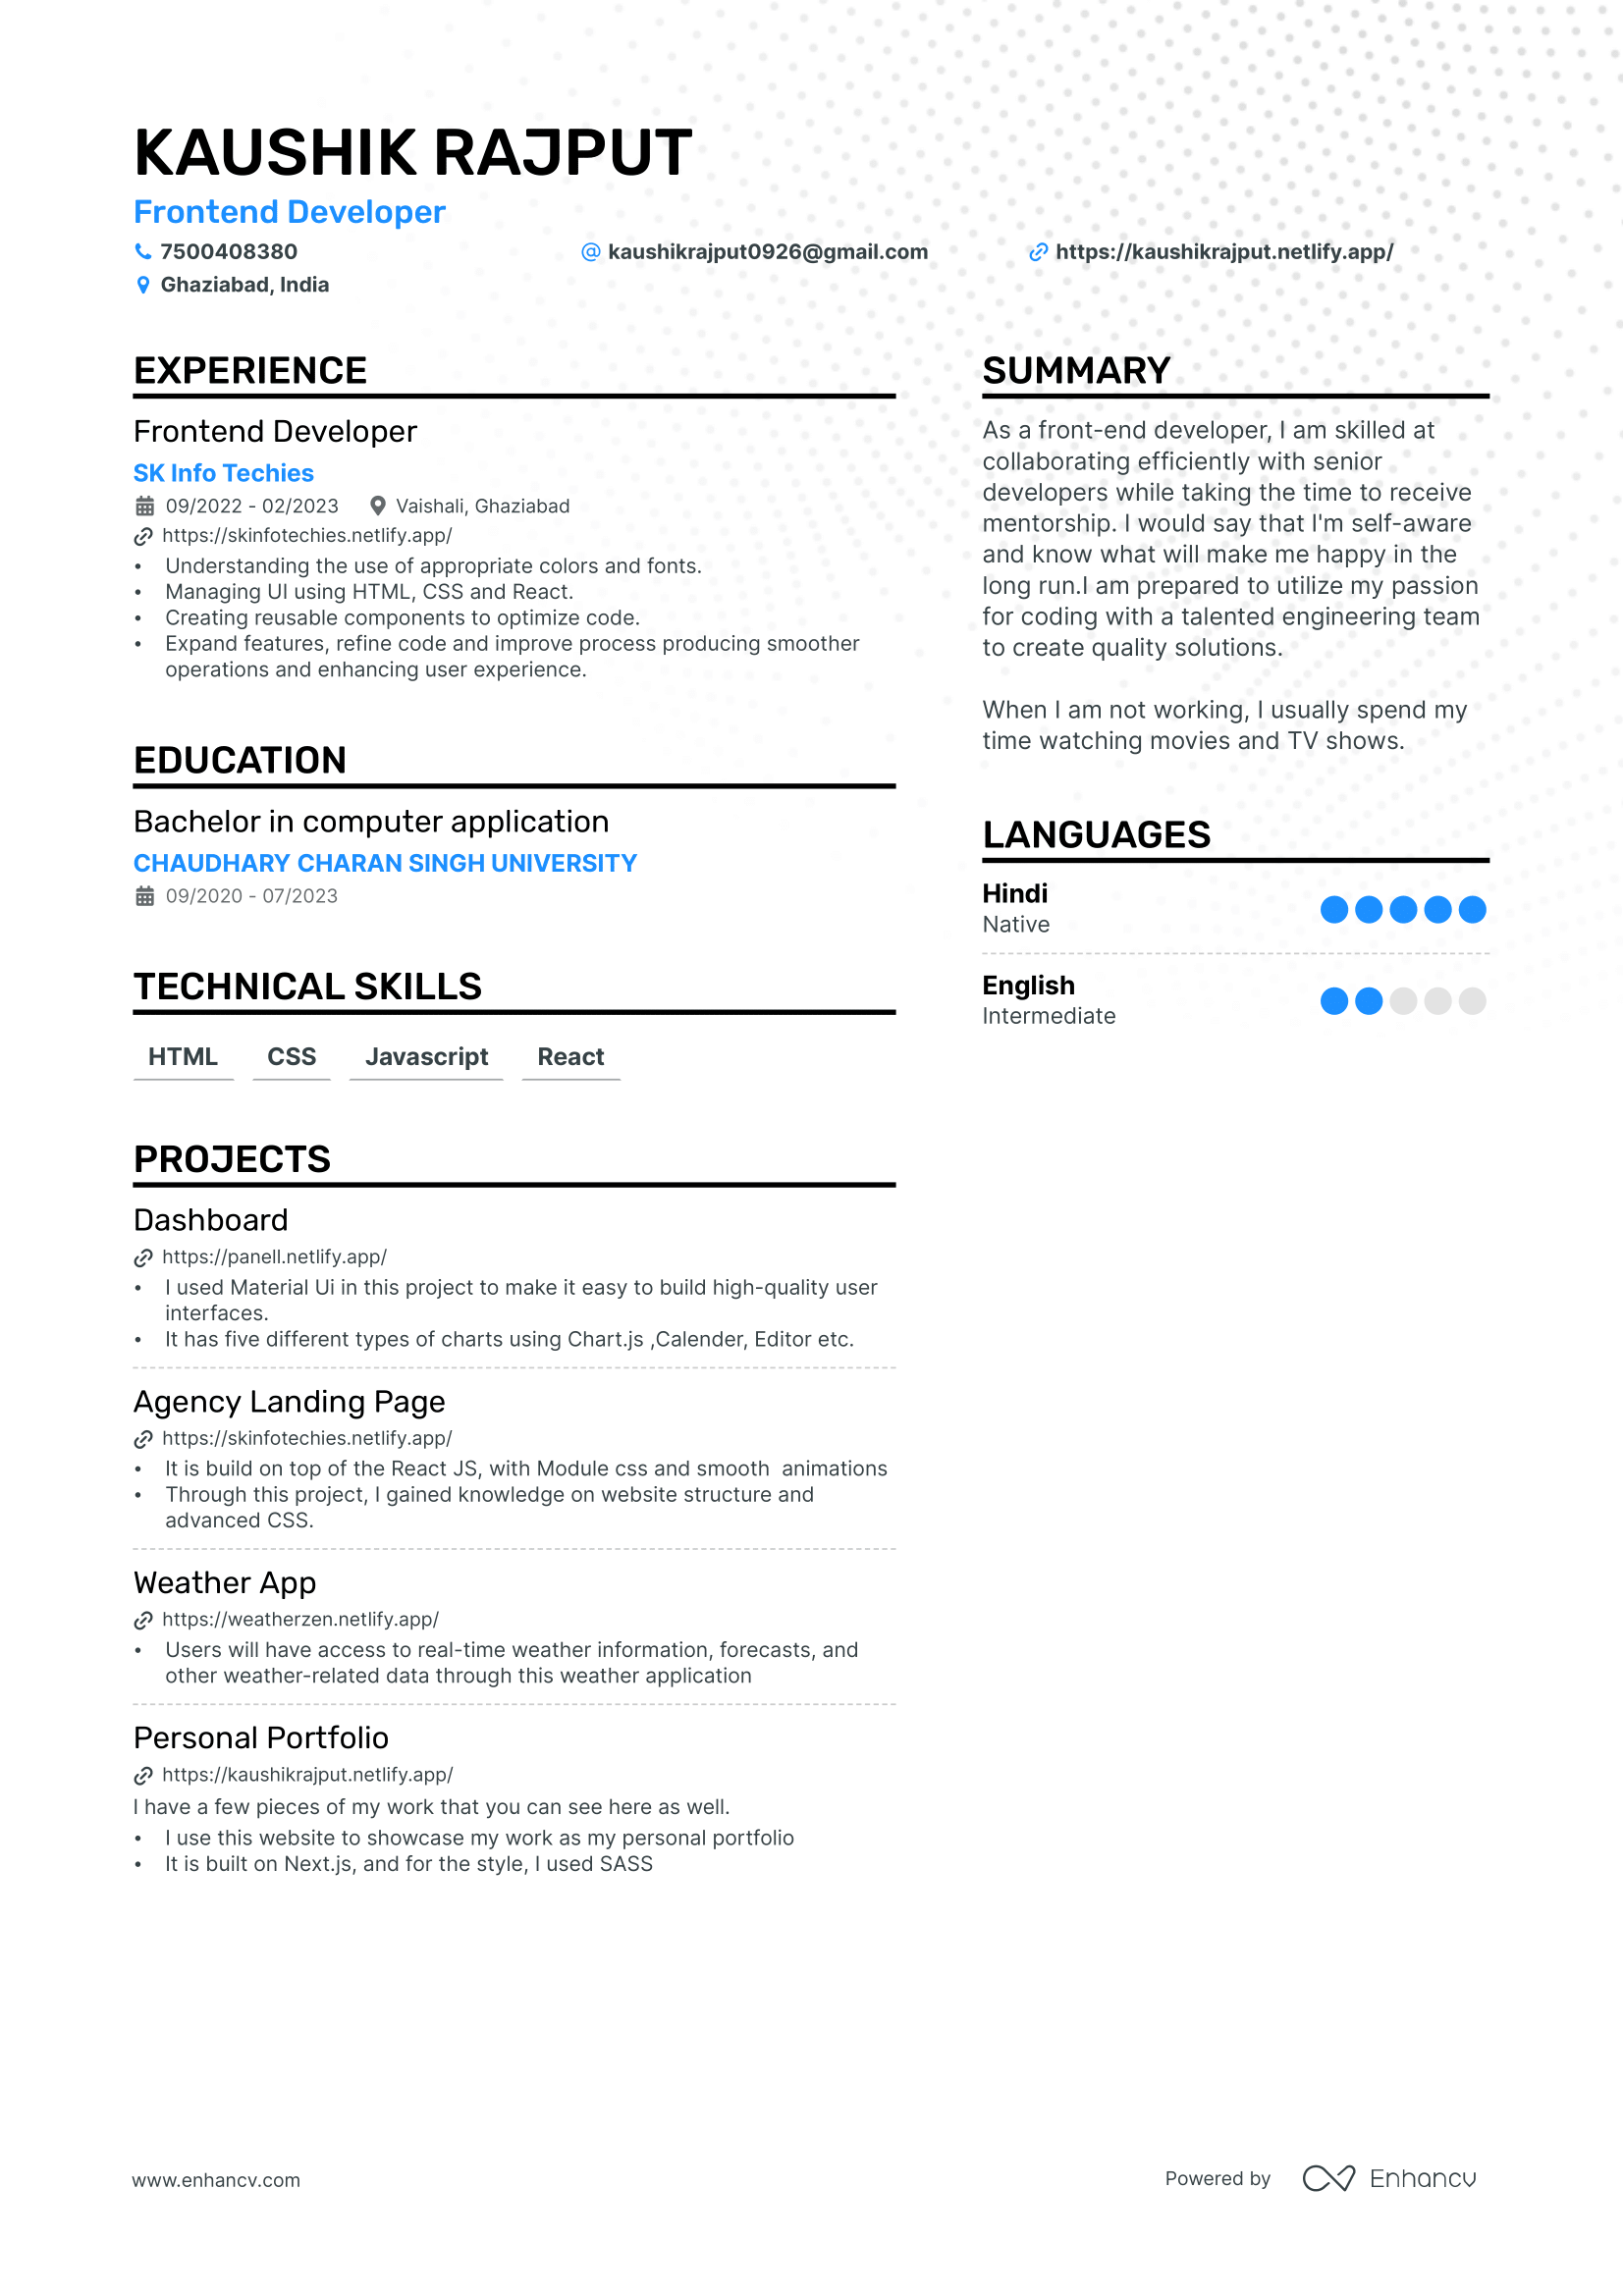 KAUSHIK RAJPUT
Frontend Developer
7500408380
kaushikrajput0926@gmail.com
https://kaushikrajput.netlify.app/
Ghaziabad, India
EXPERIENCE
Frontend Developer
SK Info Techies
09/2022 - 02/2023 Vaishali, Ghaziabad
https://skinfotechies.netlify.app/
• Understanding the use of appropriate colors and fonts.
• Managing UI using HTML, CSS and React.
• Creating reusable components to optimize code.
• Expand features, refine code and improve process producing smoother
operations and enhancing user experience.
EDUCATION
Bachelor in computer application
CHAUDHARY CHARAN SINGH UNIVERSITY
09/2020 - 07/2023
TECHNICAL SKILLS
HTML CSS Javascript React
PROJECTS
Dashboard
https://panell.netlify.app/
• I used Material Ui in this project to make it easy to build high-quality user
interfaces.
• It has five different types of charts using Chart.js ,Calender, Editor etc.
Agency Landing Page
https://skinfotechies.netlify.app/
• It is build on top of the React JS, with Module css and smooth  animations
• Through this project, I gained knowledge on website structure and
advanced CSS.
Weather App
https://weatherzen.netlify.app/
• Users will have access to real-time weather information, forecasts, and
other weather-related data through this weather application
Personal Portfolio
https://kaushikrajput.netlify.app/
I have a few pieces of my work that you can see here as well.
• I use this website to showcase my work as my personal portfolio
• It is built on Next.js, and for the style, I used SASS
SUMMARY
As a front-end developer, I am skilled at
collaborating efficiently with senior
developers while taking the time to receive
mentorship. I would say that I'm self-aware
and know what will make me happy in the
long run.I am prepared to utilize my passion
for coding with a talented engineering team
to create quality solutions.
When I am not working, I usually spend my
time watching movies and TV shows.
LANGUAGES
Hindi
Native
English
Intermediate
www.enhancv.com
Powered by Enhancv